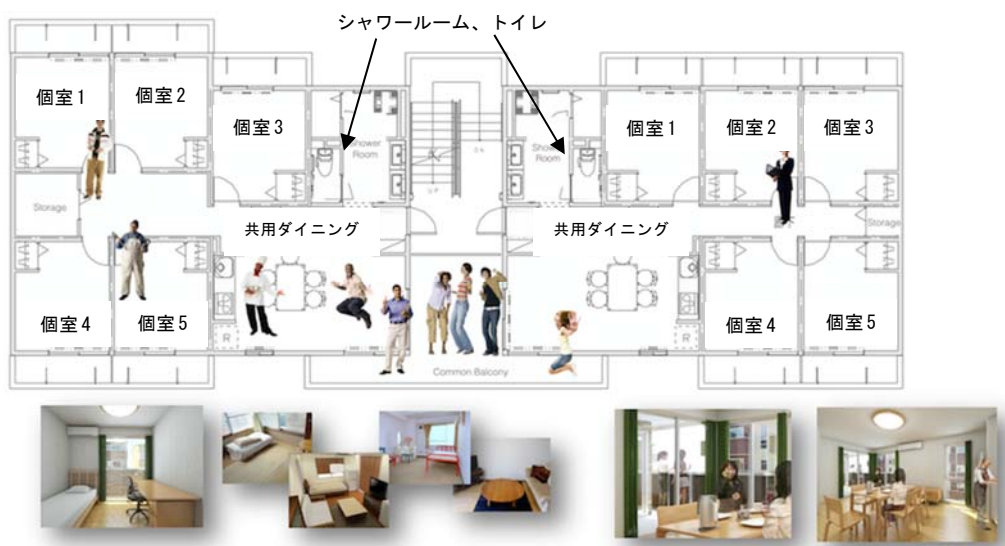 シャワールーム、トイレ
個室1
個室2
個室3
個室1
個室2
個室3
Shower
Room
Shower
Room
Storage
共用ダイニング
共用ダイニング
Storage
個室4
個室5
R
R
個室4
個室5
Common Balcony